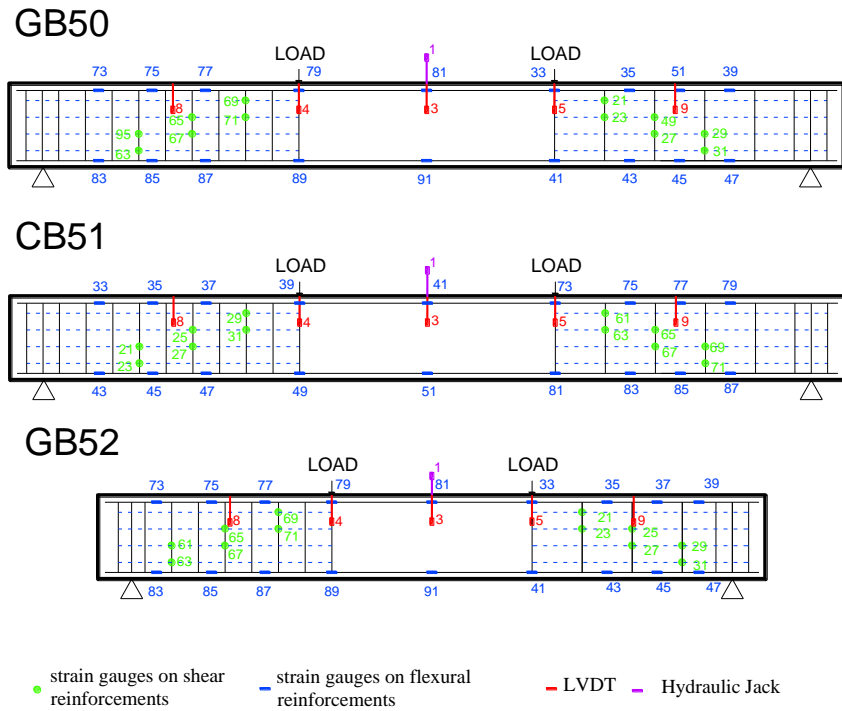 GB50
LOAD 1 LOAD
73 75 77 79 81 33 35 51 39
8 69 4 3 5 21 9
65 71 23 49
95 67 27 29
63 31
83 85 87 89 91 41 43 45 47
CB51
LOAD 1 LOAD
33 35 37 39 41 73 75 77 79
8 29 4 3 5 61 9
25 31 63 65
21 27 67 69
23 71
43 45 47 49 51 81 83 85 87
GB52
LOAD 1 LOAD
73 75 77 79 81 33 35 37 39
8 69 4 3 5 21 9
65 71 23 25
61 67 27 29
63 31
83 85 87 89 91 41 43 45 47
strain gauges on shear strain gauges on flexural LVDT Hydraulic Jack
reinforcements reinforcements